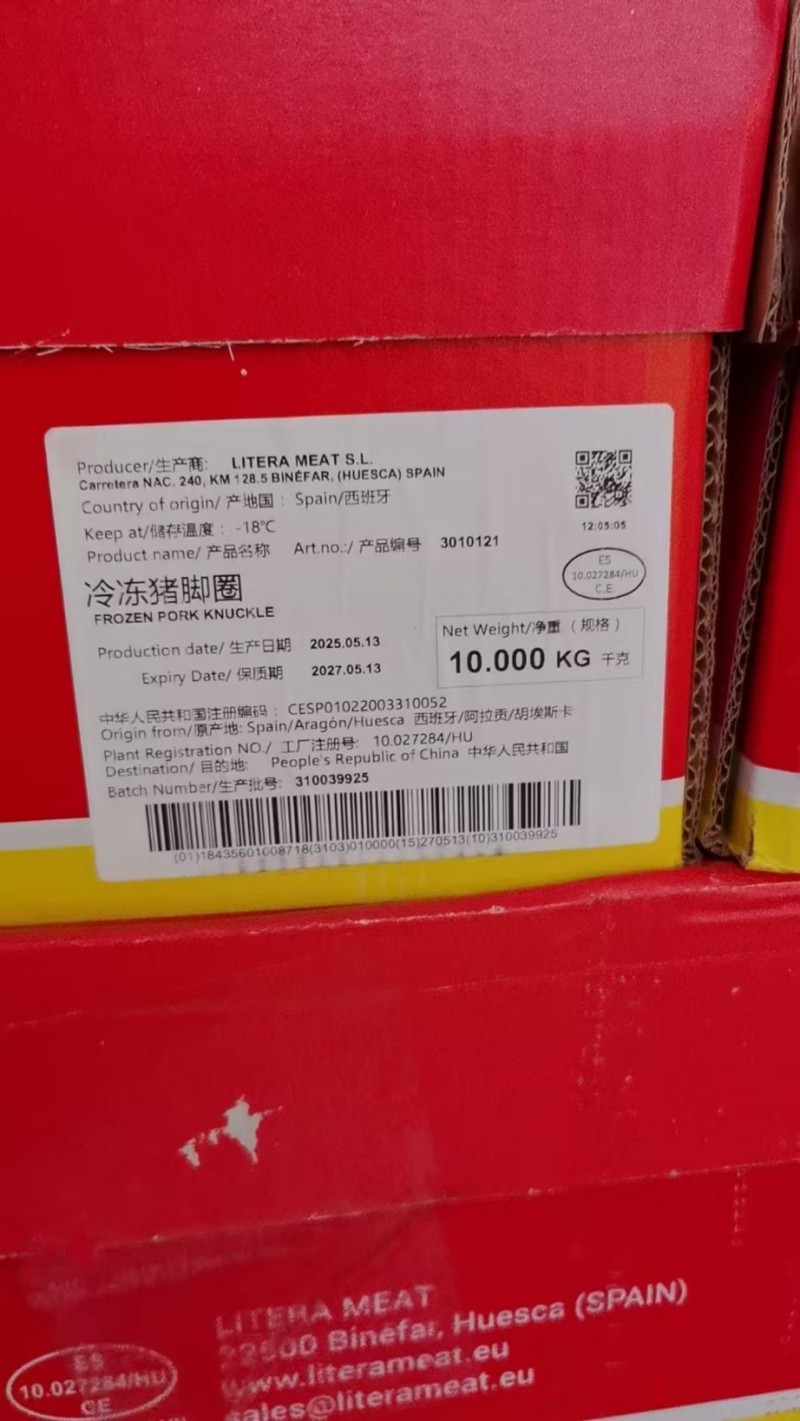 Producer/生产商: LITERA MEAT S.L.
Carretera NAC. 240, KM 128.5 BINÉFAR, (HUESCA) SPAIN
Country of origin/ 产地国 : Spain/西班牙
Keep at/储存温度 : -18℃
12:05:05
Product name/ 产品名称 Art.no.:/ 产品编号 3010121
ES
10.027284/HU
C.E.
冷冻猪脚圈
FROZEN PORK KNUCKLE
Production date/ 生产日期 2025.05.13
Expiry Date/ 保质期 2027.05.13
Net Weight/净重 ( 规格 )
10.000 KG 千克
中华人民共和国注册编码 : CESP01022003310052
Origin from/原产地: Spain/Aragón/Huesca 西班牙/阿拉贡/胡埃斯卡
Plant Registration NO./ 工厂注册号: 10.027284/HU
Destination/ 目的地: People's Republic of China 中华人民共和国
Batch Number/生产批号: 310039925
(01)18435601008718(3103)010000(15)270513(10)310039925
LITERA MEAT
22500 Binéfar, Huesca (SPAIN)
www.literameat.eu
sales@literameat.eu
ES
10.027284/HU
CE